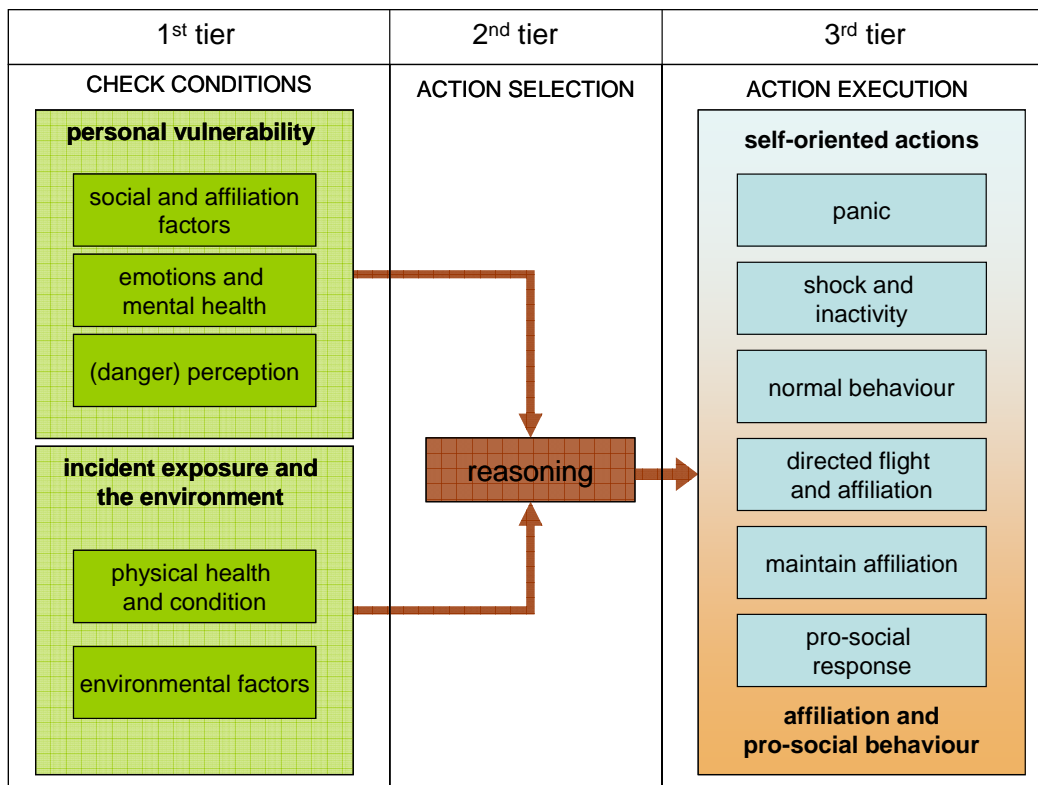 1st tier
2nd tier
3rd tier
CHECK CONDITIONS
ACTION SELECTION
ACTION EXECUTION
personal vulnerability
social and affiliation
factors
emotions and
mental health
(danger) perception
incident exposure and
the environment
physical health
and condition
environmental factors
reasoning
self-oriented actions
panic
shock and
inactivity
normal behaviour
directed flight
and affiliation
maintain affiliation
pro-social
response
affiliation and
pro-social behaviour